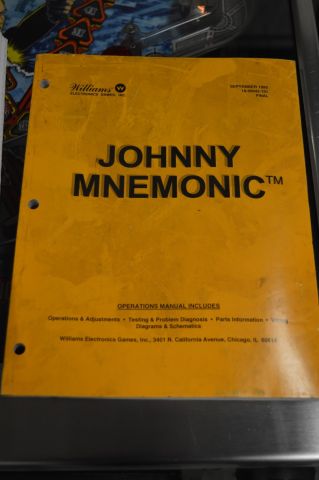 Williams W
ELECTRONICS GAMES, INC.
SEPTEMBER 1995
FINAL
JOHNNY
MNEMONIC™
OPERATIONS MANUAL INCLUDES
Operations & Adjustments • Testing & Problem Diagnosis • Parts Information • Wiring
Diagrams & Schematics
Williams Electronics Games, Inc., 3401 N. California Avenue, Chicago, IL 60618